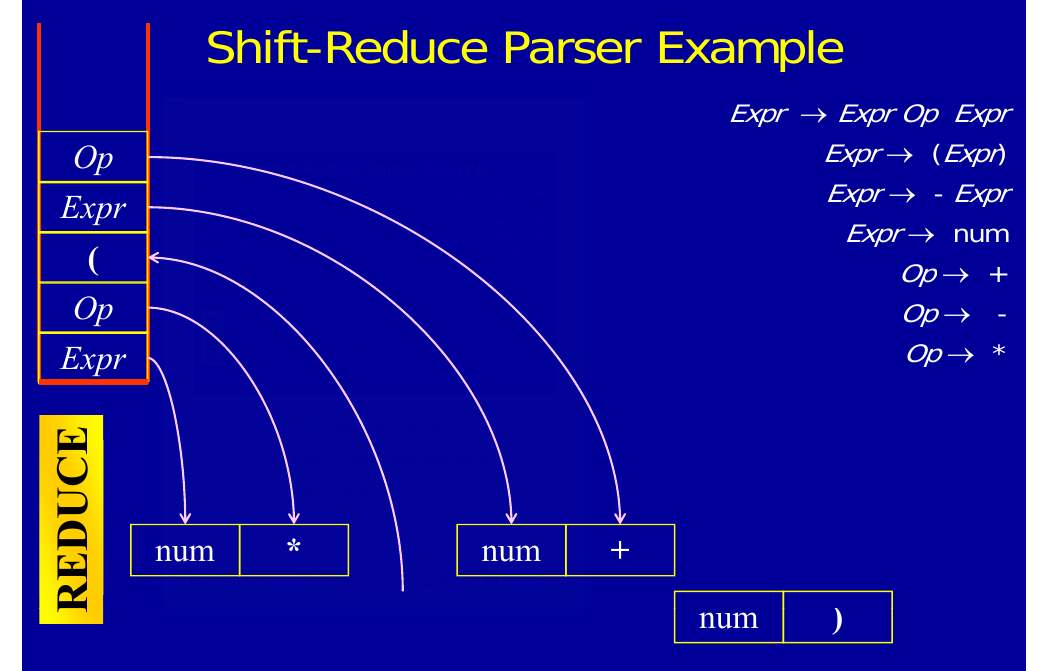 Shift-Reduce Parser Example
Expr → Expr Op Expr
Expr → (Expr)
Expr → - Expr
Expr → num
Op → +
Op → -
Op → *
Op
Expr
(
Op
Expr
REDUCE
num *
num +
num )